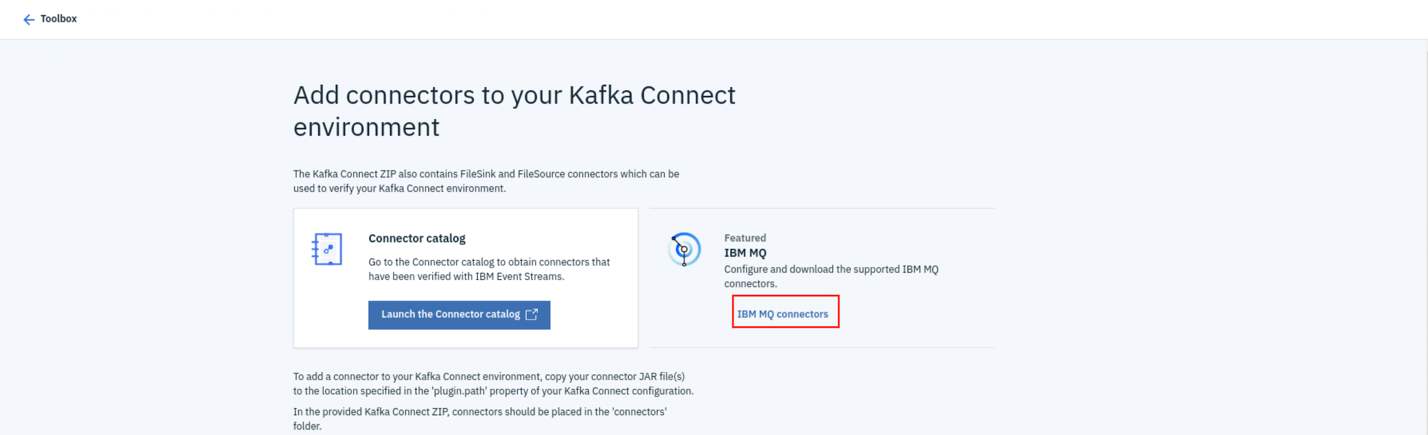 Toolbox
Add connectors to your Kafka Connect
environment
The Kafka Connect ZIP also contains FileSink and FileSource connectors which can be
used to verify your Kafka Connect environment.
Connector catalog
Go to the Connector catalog to obtain connectors that
have been verified with IBM Event Streams.
Launch the Connector catalog
Featured
IBM MQ
Configure and download the supported IBM MQ
connectors.
IBM MQ connectors
To add a connector to your Kafka Connect environment, copy your connector JAR file(s)
to the location specified in the 'plugin.path' property of your Kafka Connect configuration.
In the provided Kafka Connect ZIP, connectors should be placed in the 'connectors'
folder.